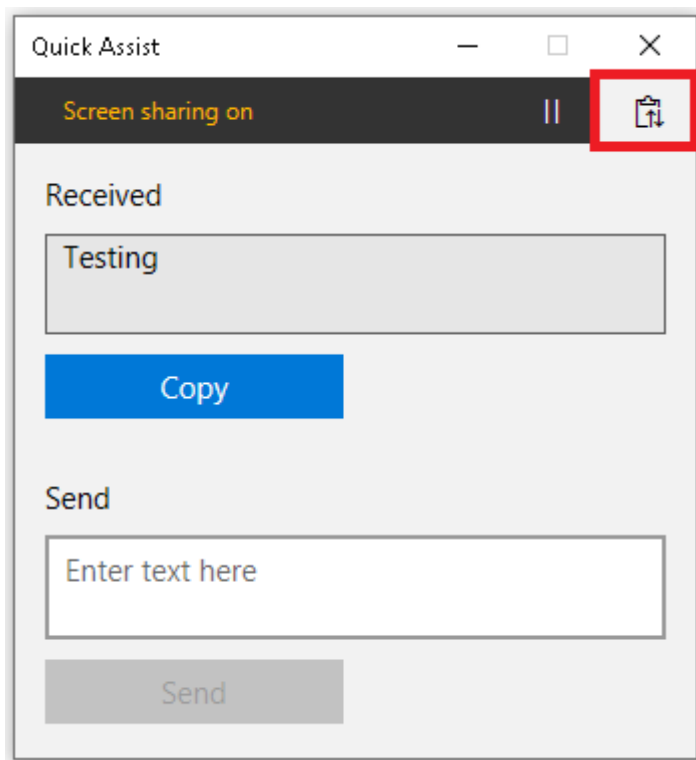 Quick Assist
Screen sharing on
Received
Testing
Copy
Send
Enter text here
Send